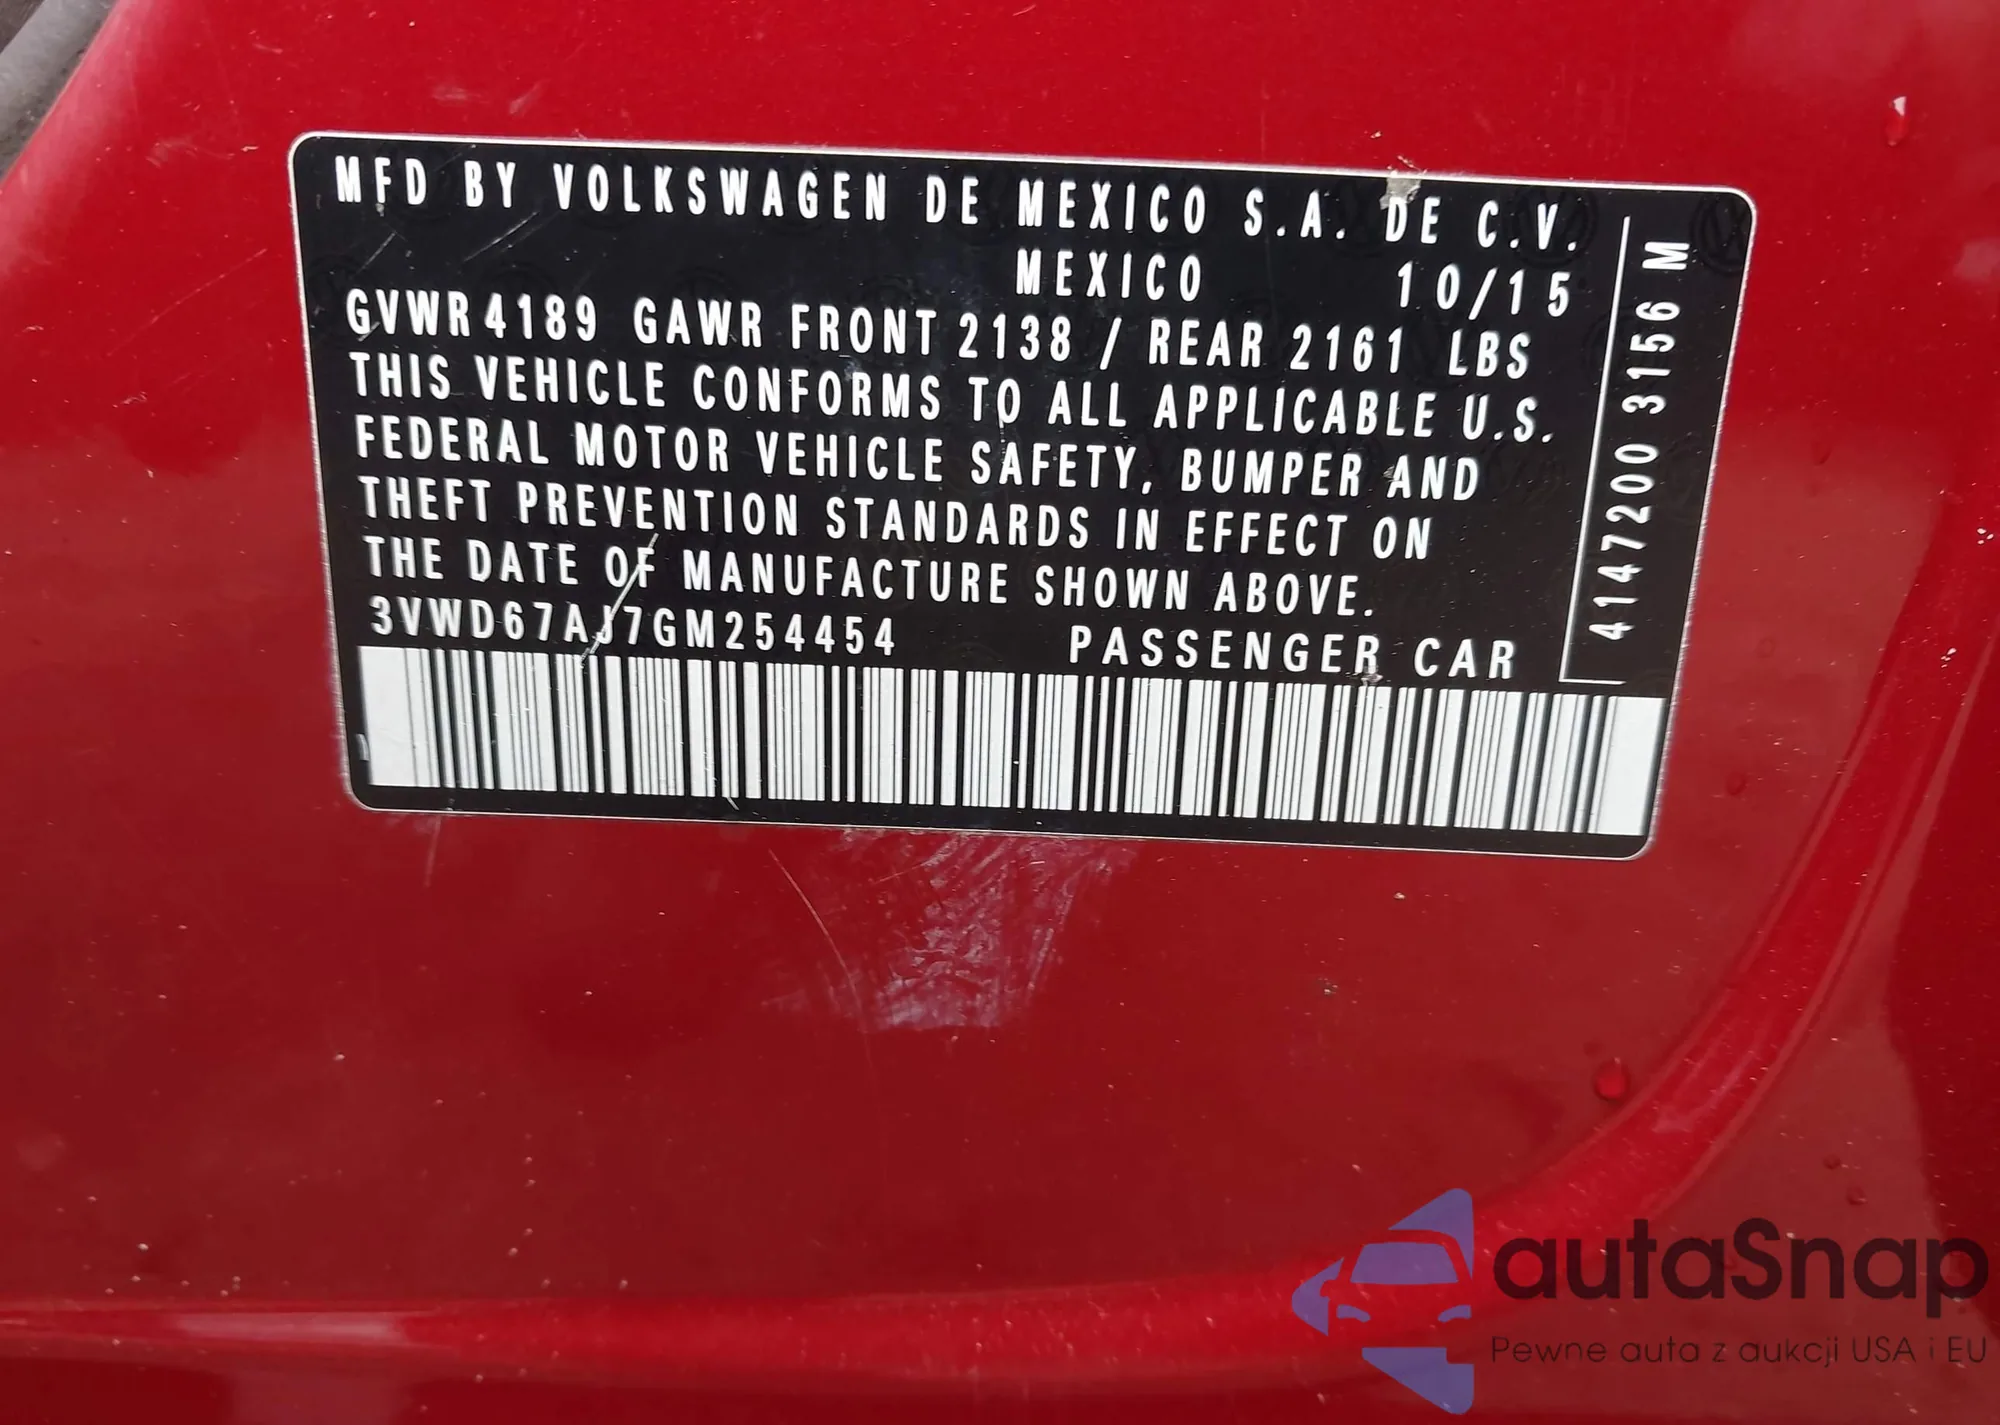 MFD BY VOLKSWAGEN DE MEXICO S.A. DE C.V.
MEXICO 10/15
GVWR 4189 GAWR FRONT 2138 / REAR 2161 LBS
THIS VEHICLE CONFORMS TO ALL APPLICABLE U.S.
FEDERAL MOTOR VEHICLE SAFETY, BUMPER AND
THEFT PREVENTION STANDARDS IN EFFECT ON
THE DATE OF MANUFACTURE SHOWN ABOVE.
3VWD67AJ7GM254454 PASSENGER CAR
4147200 3156 M
autaSnap
Pewne auta z aukcji USA i EU